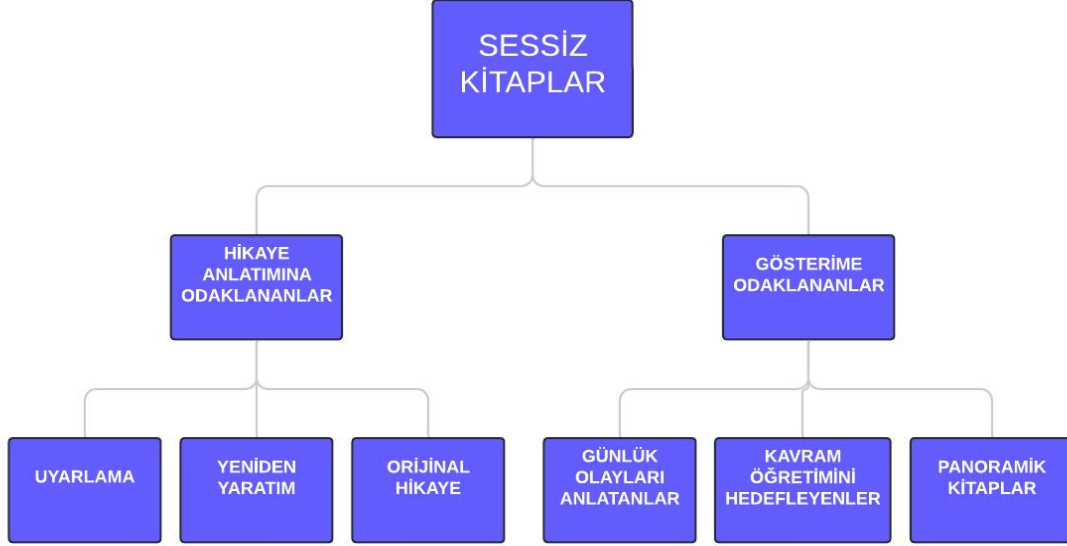 SESSİZ
KİTAPLAR
HİKAYE
ANLATIMINA
ODAKLANANLAR
GÖSTERİME
ODAKLANANLAR
UYARLAMA
YENİDEN
YARATIM
ORİJİNAL
HİKAYE
GÜNLÜK
OLAYLARI
ANLATANLAR
KAVRAM
ÖĞRETİMİNİ
HEDEFLEYENLER
PANORAMİK
KİTAPLAR